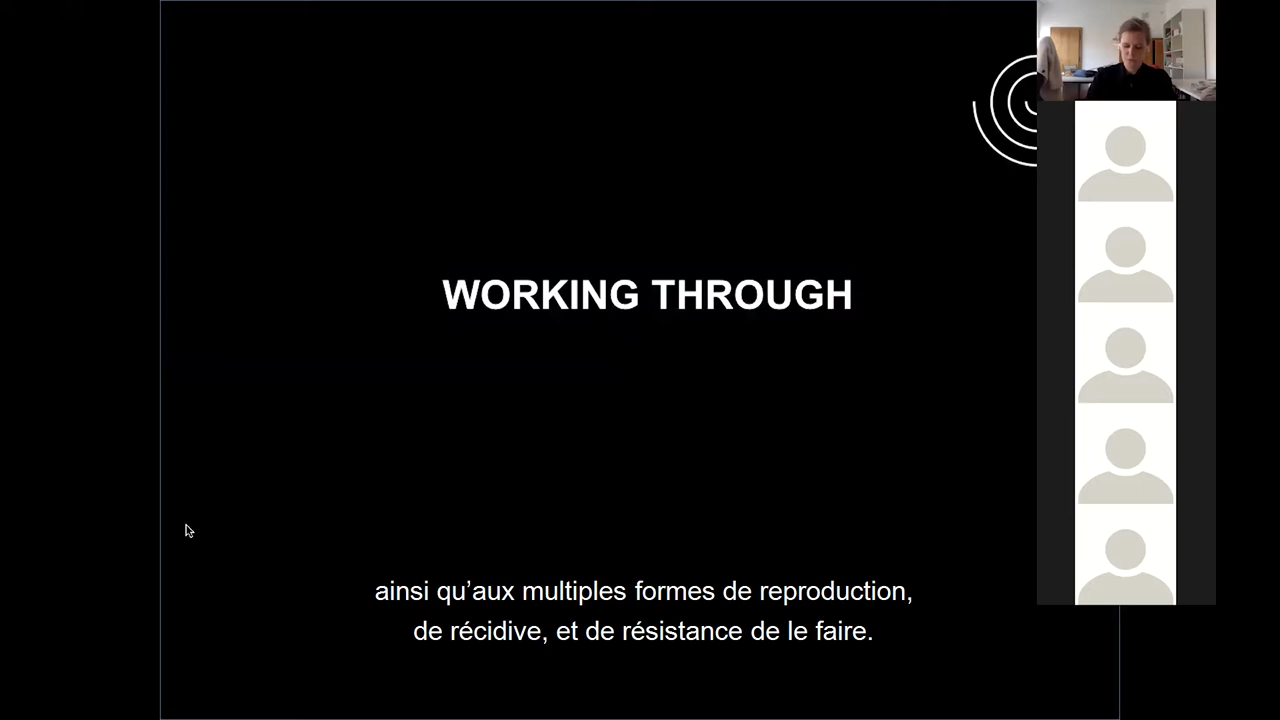 WORKING THROUGH
ainsi qu’aux multiples formes de reproduction,
de récidive, et de résistance de le faire.